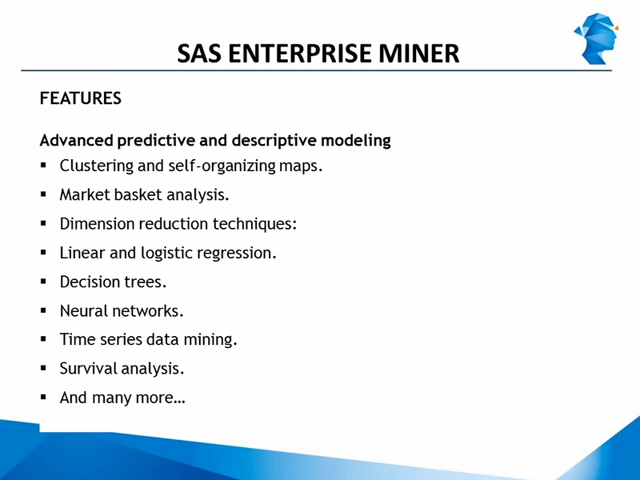 SAS ENTERPRISE MINER
FEATURES
Advanced predictive and descriptive modeling
▪ Clustering and self-organizing maps.
▪ Market basket analysis.
▪ Dimension reduction techniques:
▪ Linear and logistic regression.
▪ Decision trees.
▪ Neural networks.
▪ Time series data mining.
▪ Survival analysis.
▪ And many more…